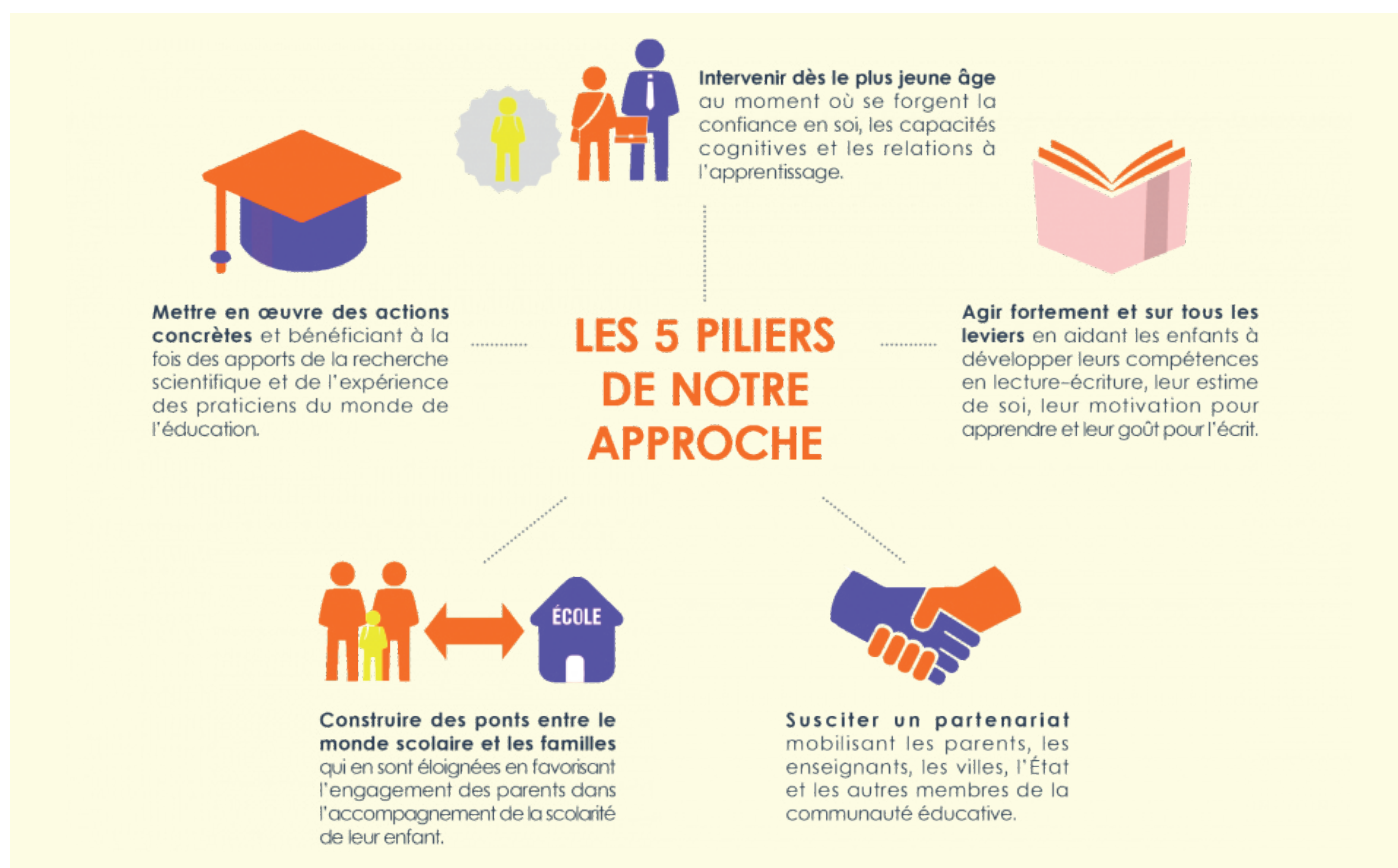 Intervenir dès le plus jeune âge
au moment où se forgent la
confiance en soi, les capacités
cognitives et les relations à
l'apprentissage.
Mettre en œuvre des actions
concrètes et bénéficiant à la
fois des apports de la recherche
scientifique et de l'expérience
des praticiens du monde de
l'éducation.
LES 5 PILIERS
DE NOTRE
APPROCHE
Agir fortement et sur tous les
leviers en aidant les enfants à
développer leurs compétences
en lecture-écriture, leur estime
de soi, leur motivation pour
apprendre et leur goût pour l'écrit.
ÉCOLE
Construire des ponts entre le
monde scolaire et les familles
qui en sont éloignées en favorisant
l'engagement des parents dans
l'accompagnement de la scolarité
de leur enfant.
Susciter un partenariat
mobilisant les parents, les
enseignants, les villes, l'État
et les autres membres de la
communauté éducative.